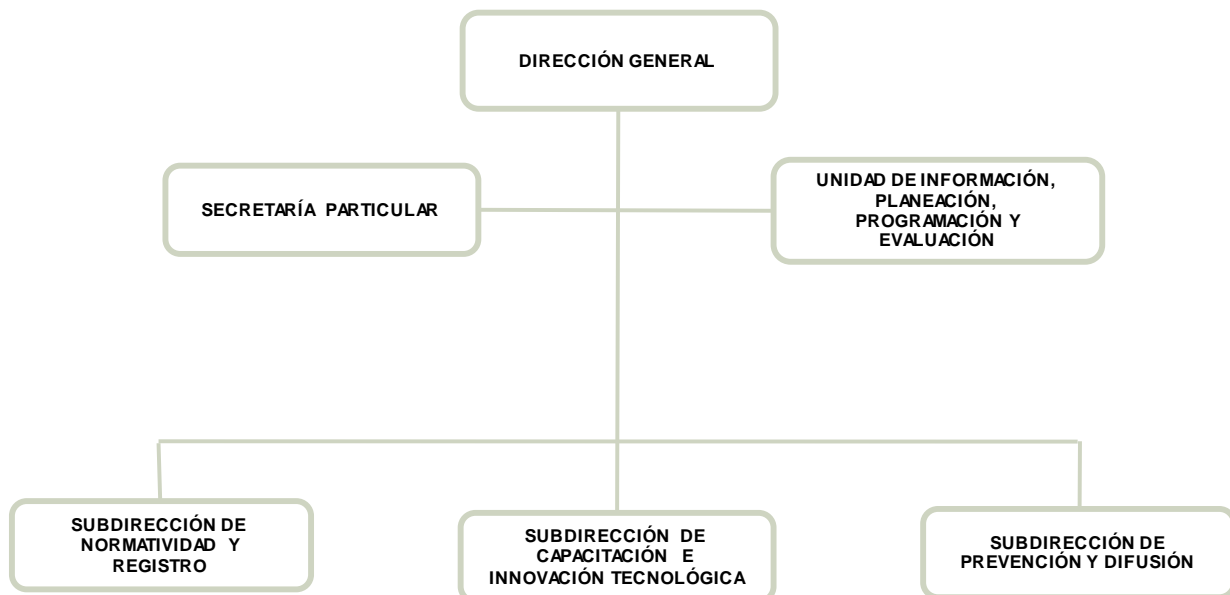 DIRECCIÓN GENERAL
SECRETARÍA PARTICULAR
UNIDAD DE INFORMACIÓN,
PLANEACIÓN,
PROGRAMACIÓN Y
EVALUACIÓN
SUBDIRECCIÓN DE
NORMATIVIDAD Y
REGISTRO
SUBDIRECCIÓN DE
CAPACITACIÓN E
INNOVACIÓN TECNOLÓGICA
SUBDIRECCIÓN DE
PREVENCIÓN Y DIFUSIÓN